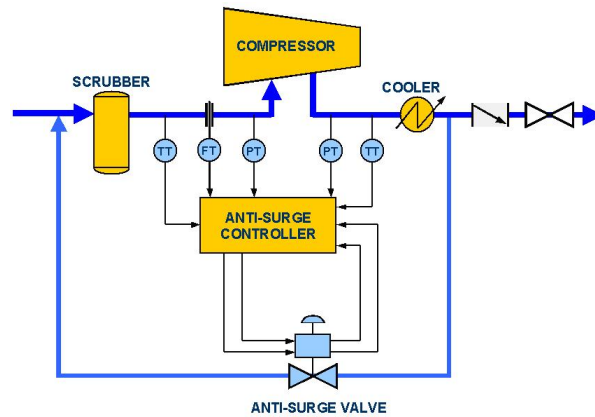 COMPRESSOR
SCRUBBER
COOLER
TT
FT
PT
PT
TT
ANTI-SURGE
CONTROLLER
ANTI-SURGE VALVE